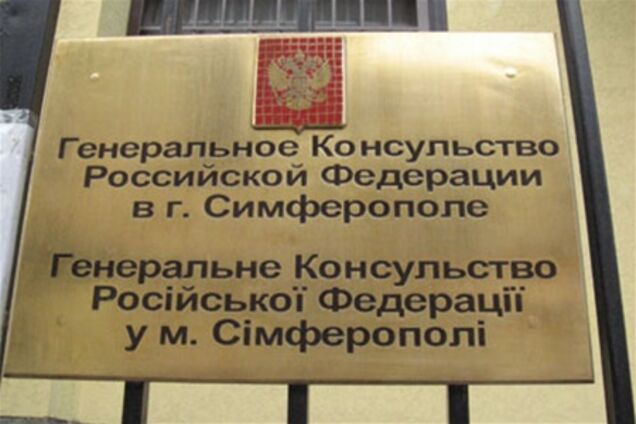 Генеральное Консульство
Российской Федерации
в г. Симферополе
Генеральне Консульство
Російської Федерації
у м. Сімферополі